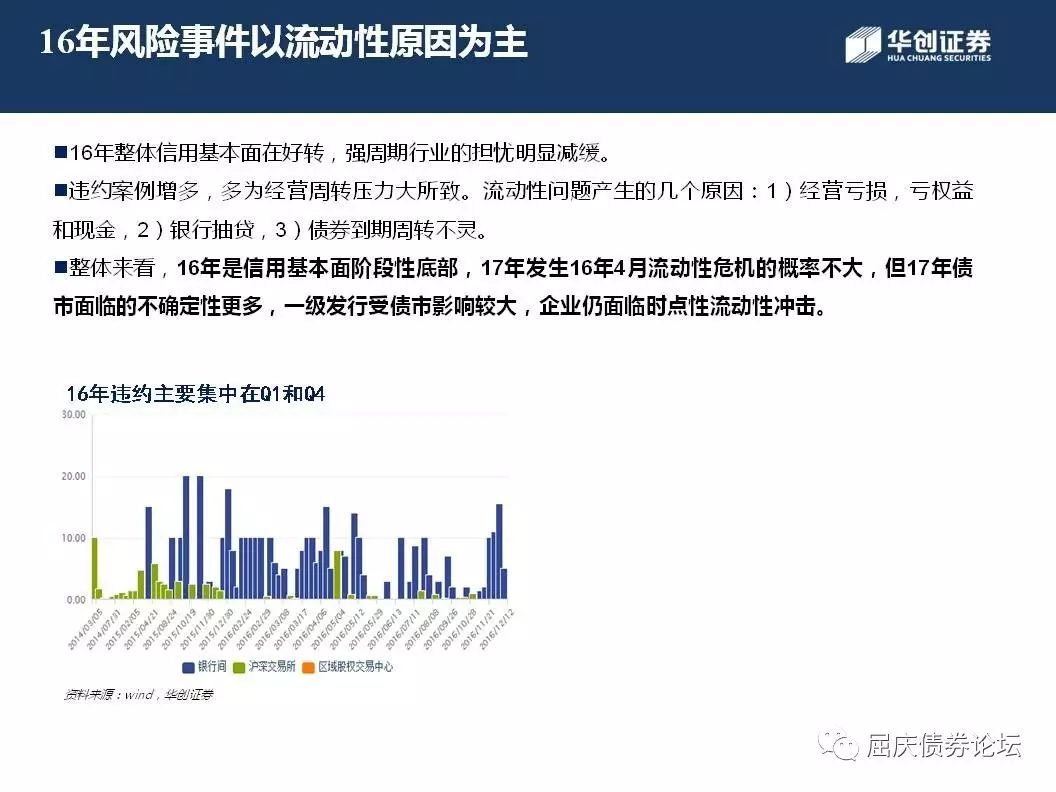 16年风险事件以流动性原因为主
华创证券
HUA CHUANG SECURITIES
■16年整体信用基本面在好转，强周期行业的担忧明显减缓。
■违约案例增多，多为经营周转压力大所致。流动性问题产生的几个原因：1）经营亏损，亏权益
和现金，2）银行抽贷，3）债券到期周转不灵。
■整体来看，16年是信用基本面阶段性底部，17年发生16年4月流动性危机的概率不大，但17年债
市面临的不确定性更多，一级发行受债市影响较大，企业仍面临时点性流动性冲击。
16年违约主要集中在Q1和Q4
30.00
20.00
10.00
0.00
2014/03/05 2014/07/31 2015/02/05 2015/04/21 2015/08/24 2015/10/19 2015/11/30 2015/12/30 2016/02/24 2016/02/29 2016/03/08 2016/03/17 2016/04/06 2016/05/04 2016/05/12 2016/05/29 2016/06/13 2016/07/11 2016/08/08 2016/09/26 2016/10/28 2016/11/21 2016/12/12
银行间 沪深交易所 区域股权交易中心
资料来源：wind，华创证券
屈庆债券论坛